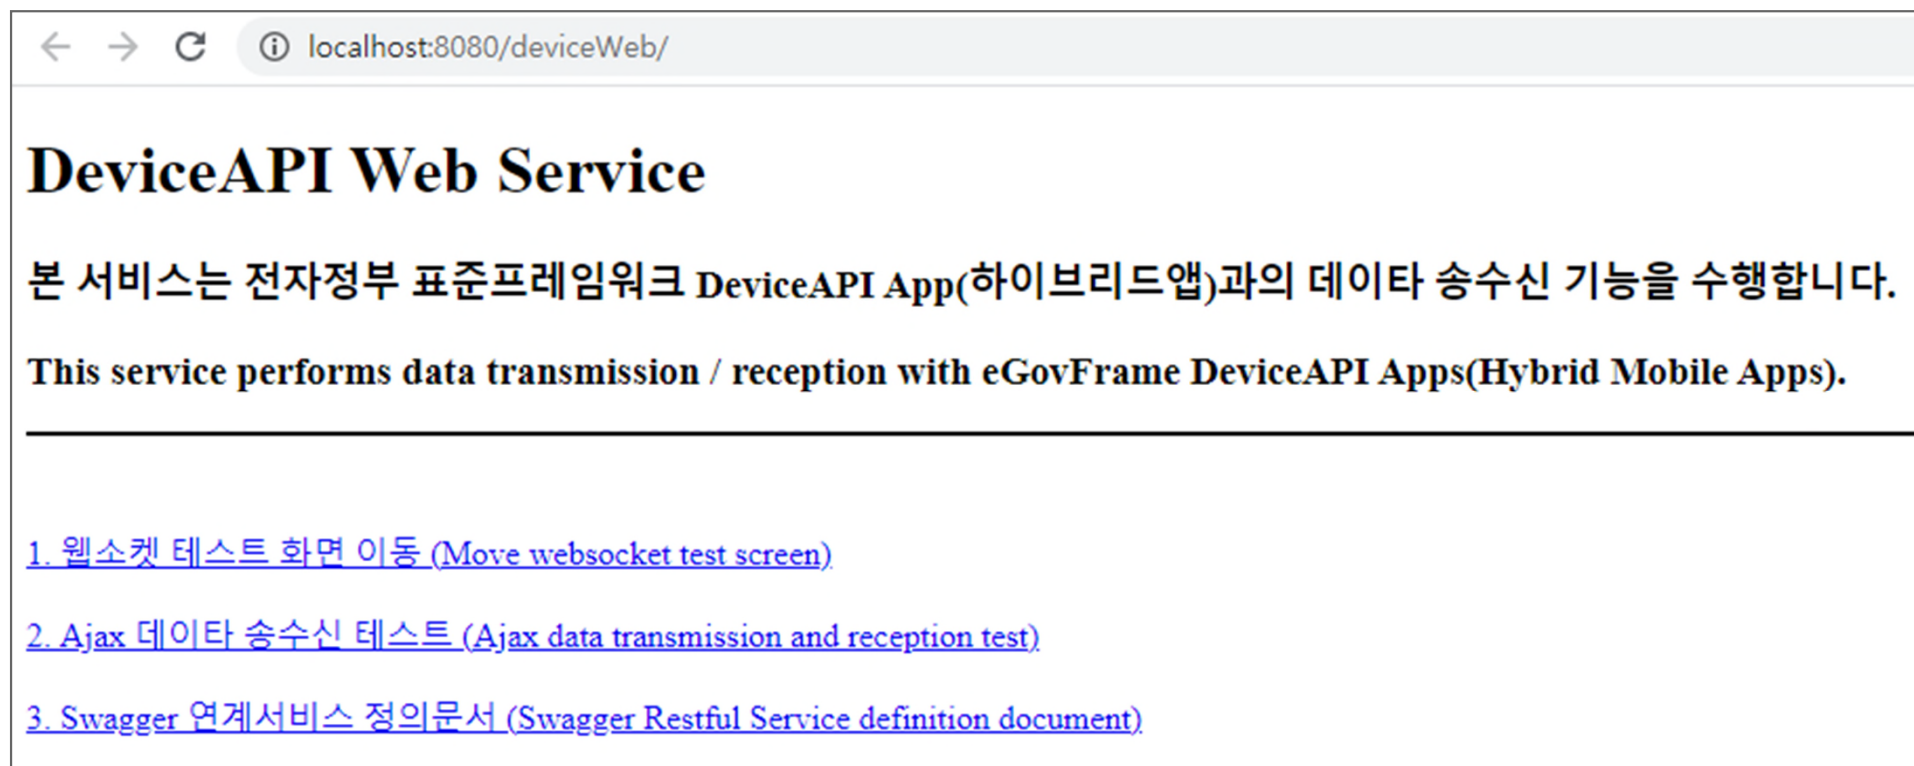 localhost:8080/deviceWeb/
DeviceAPI Web Service
본 서비스는 전자정부 표준프레임워크 DeviceAPI App(하이브리드앱)과의 데이타 송수신 기능을 수행합니다.
This service performs data transmission / reception with eGovFrame DeviceAPI Apps(Hybrid Mobile Apps).
1. 웹소켓 테스트 화면 이동 (Move websocket test screen)
2. Ajax 데이타 송수신 테스트 (Ajax data transmission and reception test)
3. Swagger 연계서비스 정의문서 (Swagger Restful Service definition document)